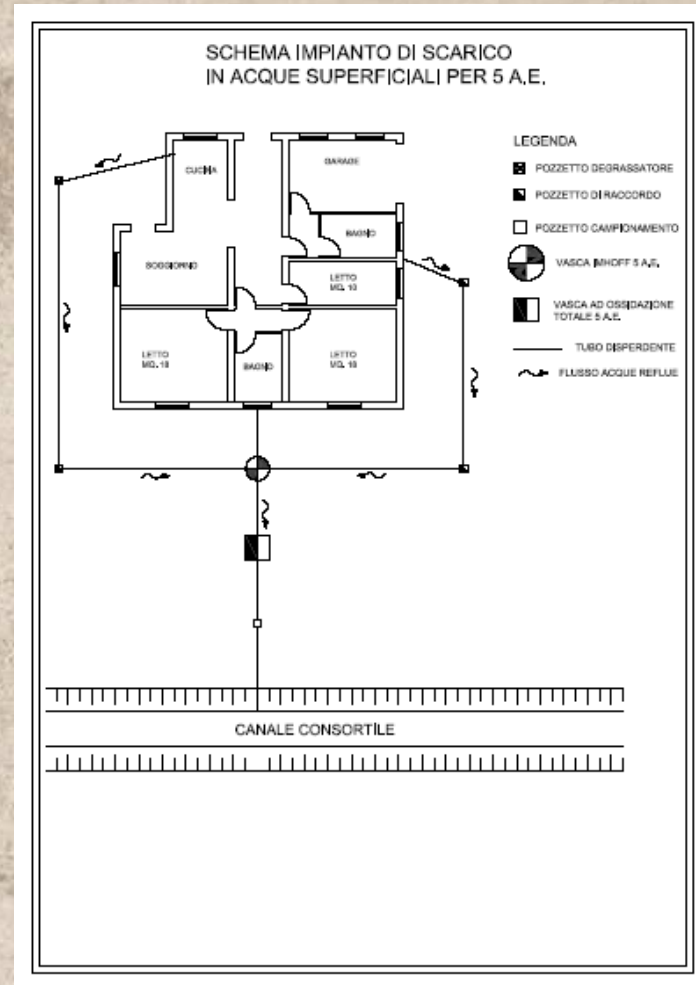 SCHEMA IMPIANTO DI SCARICO
IN ACQUE SUPERFICIALI PER 5 A.E.
CUCINA
GARAGE
BAGNO
SOGGIORNO
LETTO
MQ. 10
LETTO
MQ. 18
BAGNO
LETTO
MQ. 18
LEGENDA
POZZETTO DEGRASSATORE
POZZETTO DI RACCORDO
POZZETTO CAMPIONAMENTO
VASCA IMHOFF 5 A.E.
VASCA AD OSSIDAZIONE
TOTALE 5 A.E.
TUBO DISPERDENTE
FLUSSO ACQUE REFLUE
CANALE CONSORTILE